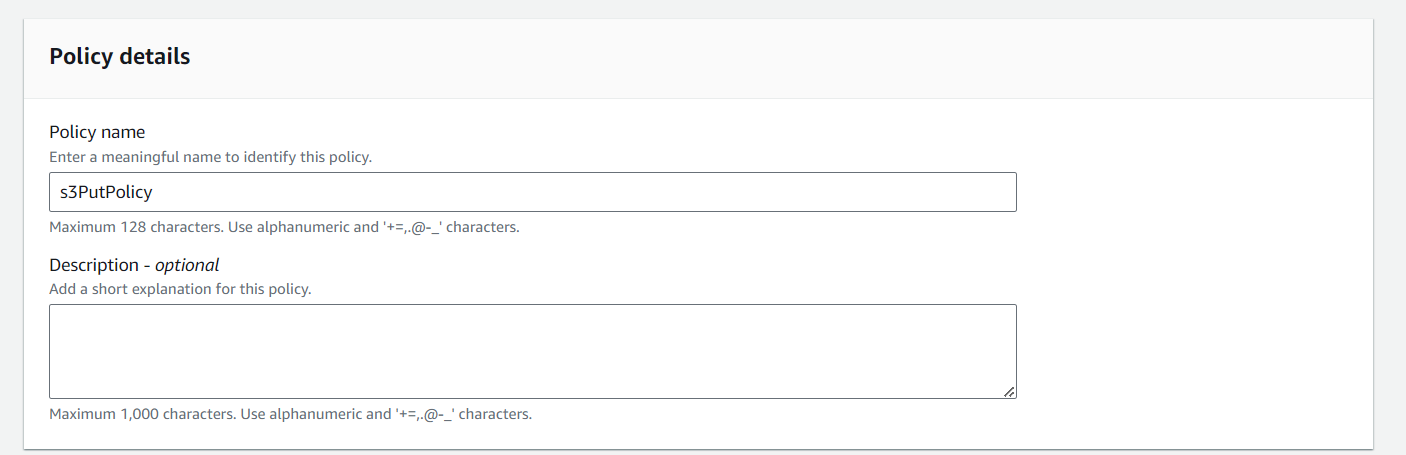 Policy details
Policy name
Enter a meaningful name to identify this policy.
s3PutPolicy
Maximum 128 characters. Use alphanumeric and '+=,.@-_' characters.
Description - optional
Add a short explanation for this policy.
Maximum 1,000 characters. Use alphanumeric and '+=,.@-_' characters.